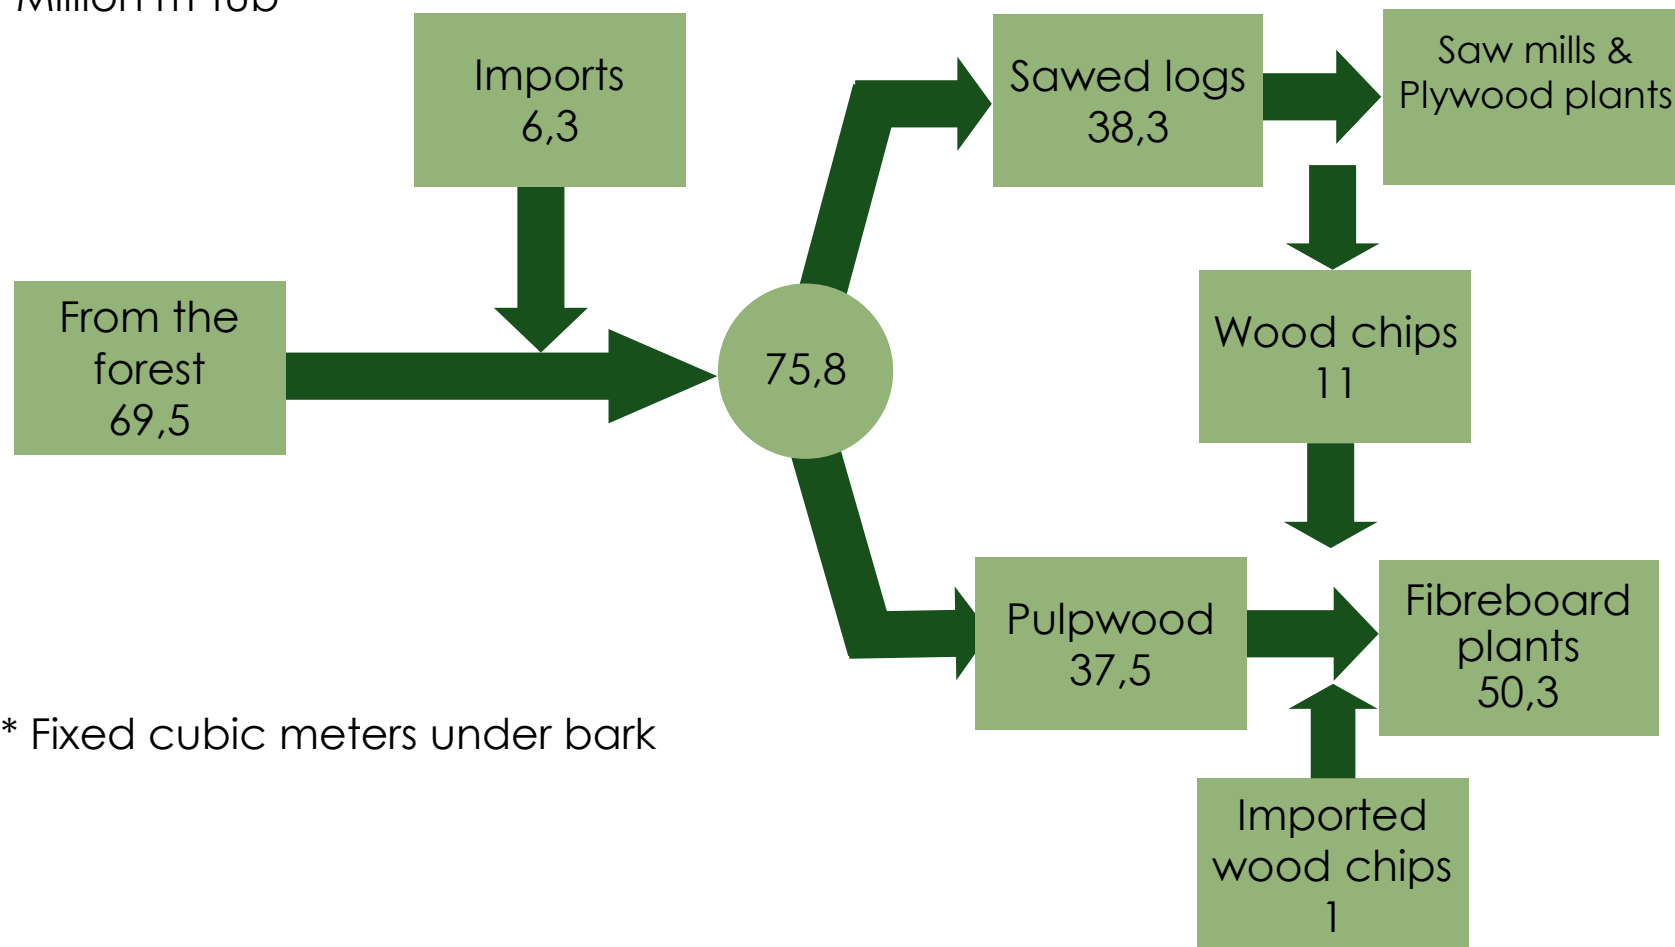 Imports
6,3
Sawed logs
38,3
Saw mills &
Plywood plants
From the
forest
69,5
75,8
Wood chips
11
Pulpwood
37,5
Fibreboard
plants
50,3
* Fixed cubic meters under bark
Imported
wood chips
1